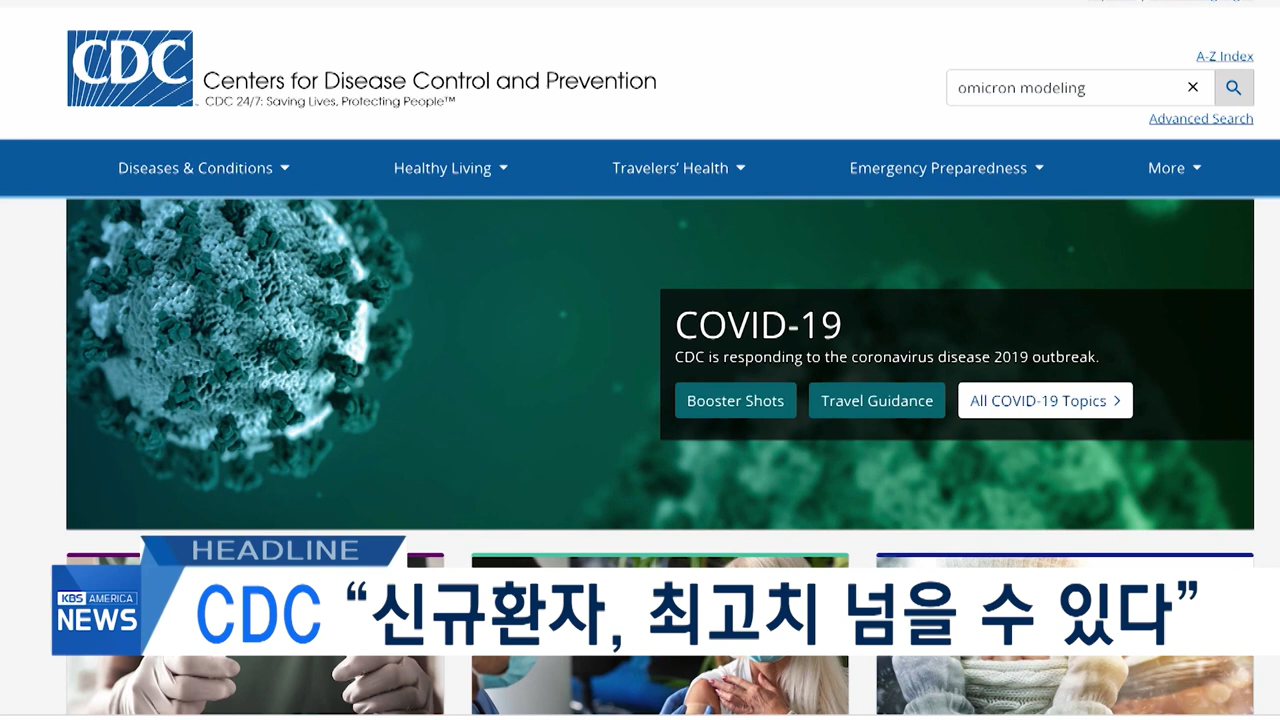 CDC
Centers for Disease Control and Prevention
CDC 24/7: Saving Lives, Protecting People™
A-Z Index
omicron modeling
Advanced Search
Diseases & Conditions
Healthy Living
Travelers’ Health
Emergency Preparedness
More
COVID-19
CDC is responding to the coronavirus disease 2019 outbreak.
Booster Shots
Travel Guidance
All COVID-19 Topics
HEADLINE
KBS AMERICA
NEWS
CDC “신규환자, 최고치 넘을 수 있다”